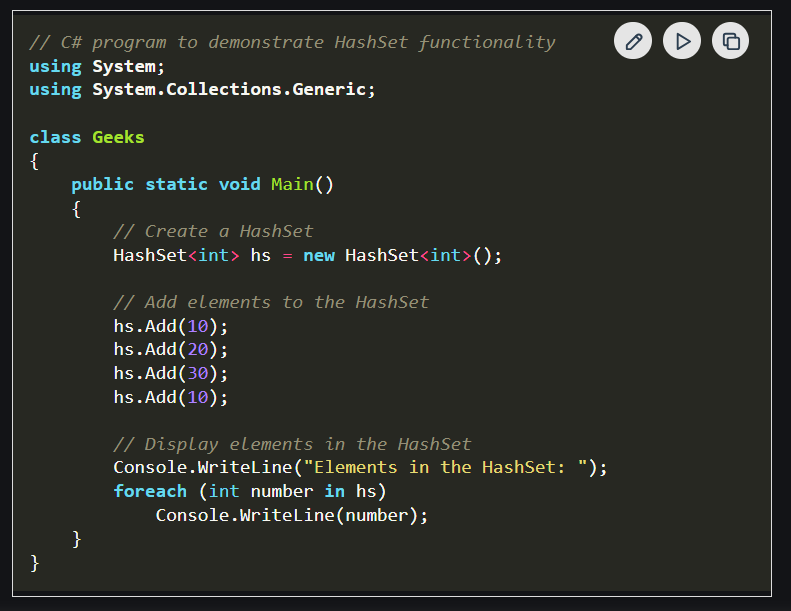 // C# program to demonstrate HashSet functionality
using System;
using System.Collections.Generic;

class Geeks
{
    public static void Main()
    {
        // Create a HashSet
        HashSet<int> hs = new HashSet<int>();

        // Add elements to the HashSet
        hs.Add(10);
        hs.Add(20);
        hs.Add(30);
        hs.Add(10);

        // Display elements in the HashSet
        Console.WriteLine("Elements in the HashSet: ");
        foreach (int number in hs)
            Console.WriteLine(number);
    }
}